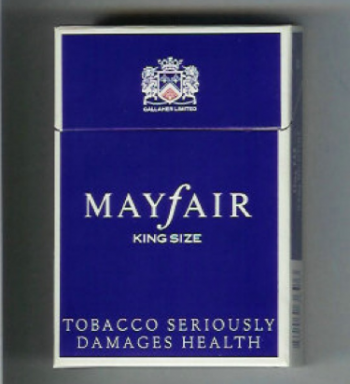 GALLAHER LIMITED
MAYfAIR
KING SIZE
TOBACCO SERIOUSLY
DAMAGES HEALTH